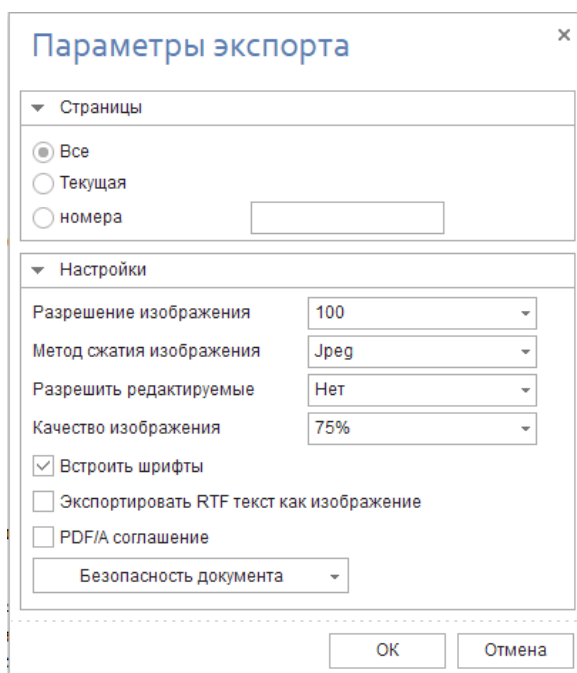 Параметры экспорта
Страницы
Все
Текущая
номера
Настройки
Разрешение изображения 100
Метод сжатия изображения Jpeg
Разрешить редактируемые Нет
Качество изображения 75%
Встроить шрифты
Экспортировать RTF текст как изображение
PDF/A соглашение
Безопасность документа
ОК Отмена